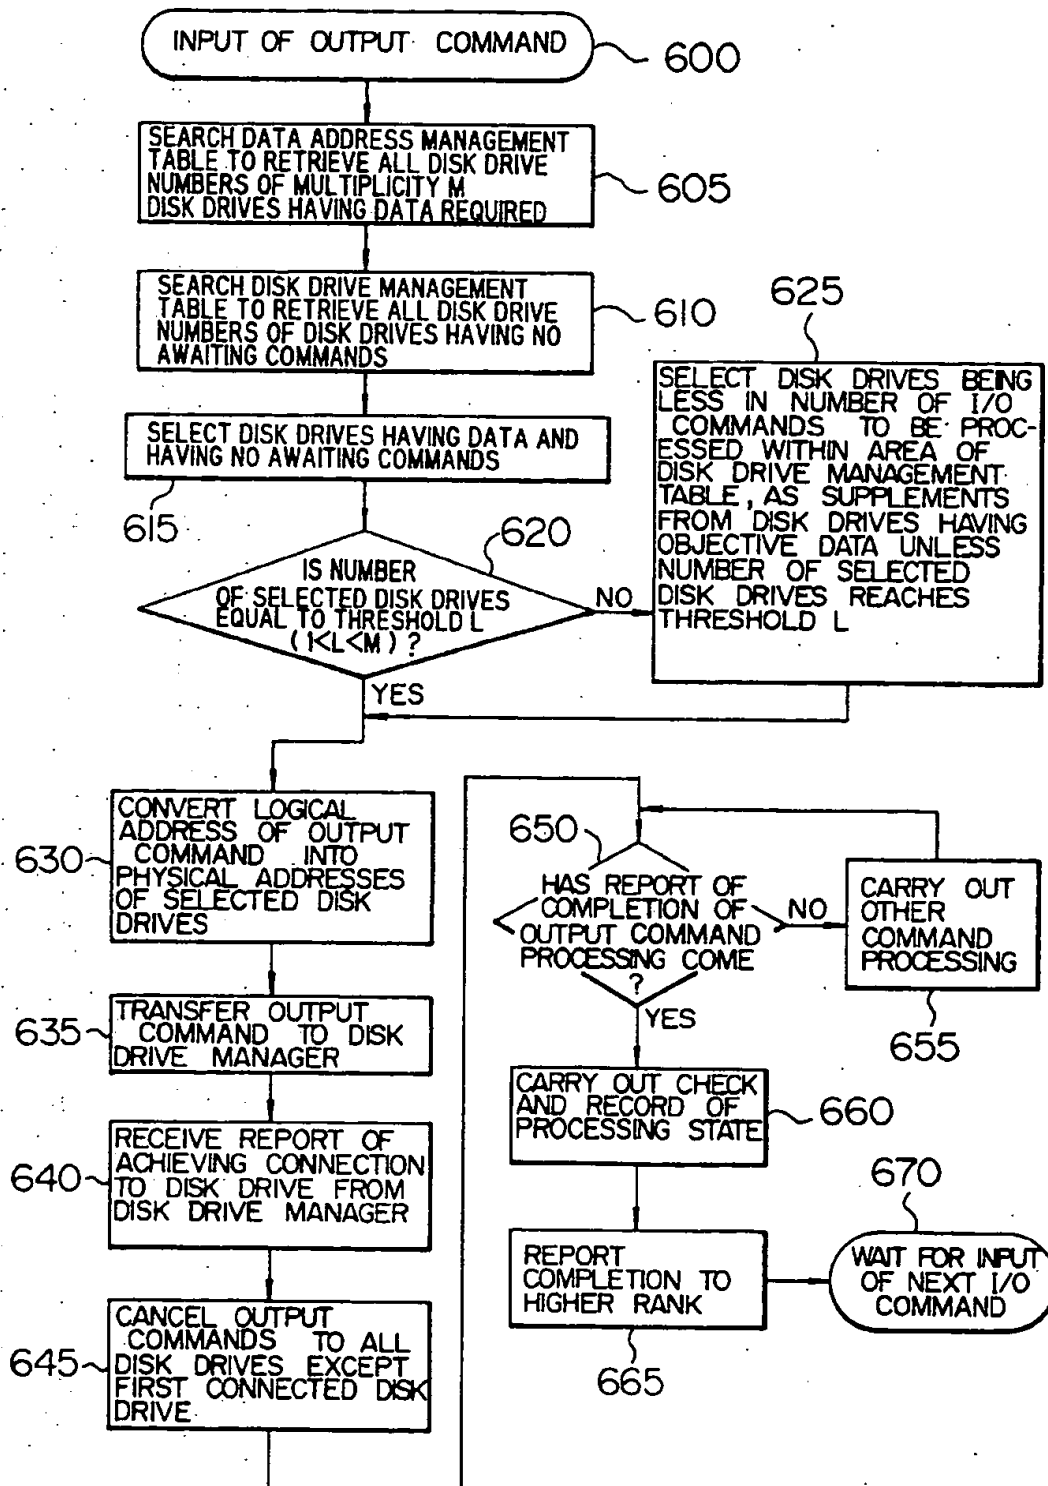 INPUT OF OUTPUT COMMAND
600
SEARCH DATA ADDRESS MANAGEMENT
TABLE TO RETRIEVE ALL DISK DRIVE
NUMBERS OF MULTIPLICITY M
DISK DRIVES HAVING DATA REQUIRED
605
SEARCH DISK DRIVE MANAGEMENT
TABLE TO RETRIEVE ALL DISK DRIVE
NUMBERS OF DISK DRIVES HAVING NO
AWAITING COMMANDS
610
SELECT DISK DRIVES HAVING DATA AND
HAVING NO AWAITING COMMANDS
615
IS NUMBER
OF SELECTED DISK DRIVES
EQUAL TO THRESHOLD L
(1<L<M) ?
620
NO
YES
625
SELECT DISK DRIVES BEING
LESS IN NUMBER OF I/O
COMMANDS TO BE PROC-
ESSED WITHIN AREA OF
DISK DRIVE MANAGEMENT
TABLE, AS SUPPLEMENTS
FROM DISK DRIVES HAVING
OBJECTIVE DATA UNLESS
NUMBER OF SELECTED
DISK DRIVES REACHES
THRESHOLD L
CONVERT LOGICAL
ADDRESS OF OUTPUT
COMMAND INTO
PHYSICAL ADDRESSES
OF SELECTED DISK
DRIVES
630
TRANSFER OUTPUT
COMMAND TO DISK
DRIVE MANAGER
635
RECEIVE REPORT OF
ACHIEVING CONNECTION
TO DISK DRIVE FROM
DISK DRIVE MANAGER
640
CANCEL OUTPUT
COMMANDS TO ALL
DISK DRIVES EXCEPT
FIRST CONNECTED DISK
DRIVE
645
650
HAS REPORT OF
COMPLETION OF
OUTPUT COMMAND
PROCESSING COME
?
NO
YES
CARRY OUT
OTHER
COMMAND
PROCESSING
655
CARRY OUT CHECK
AND RECORD OF
PROCESSING STATE
660
REPORT
COMPLETION TO
HIGHER RANK
665
670
WAIT FOR INPUT
OF NEXT I/O
COMMAND